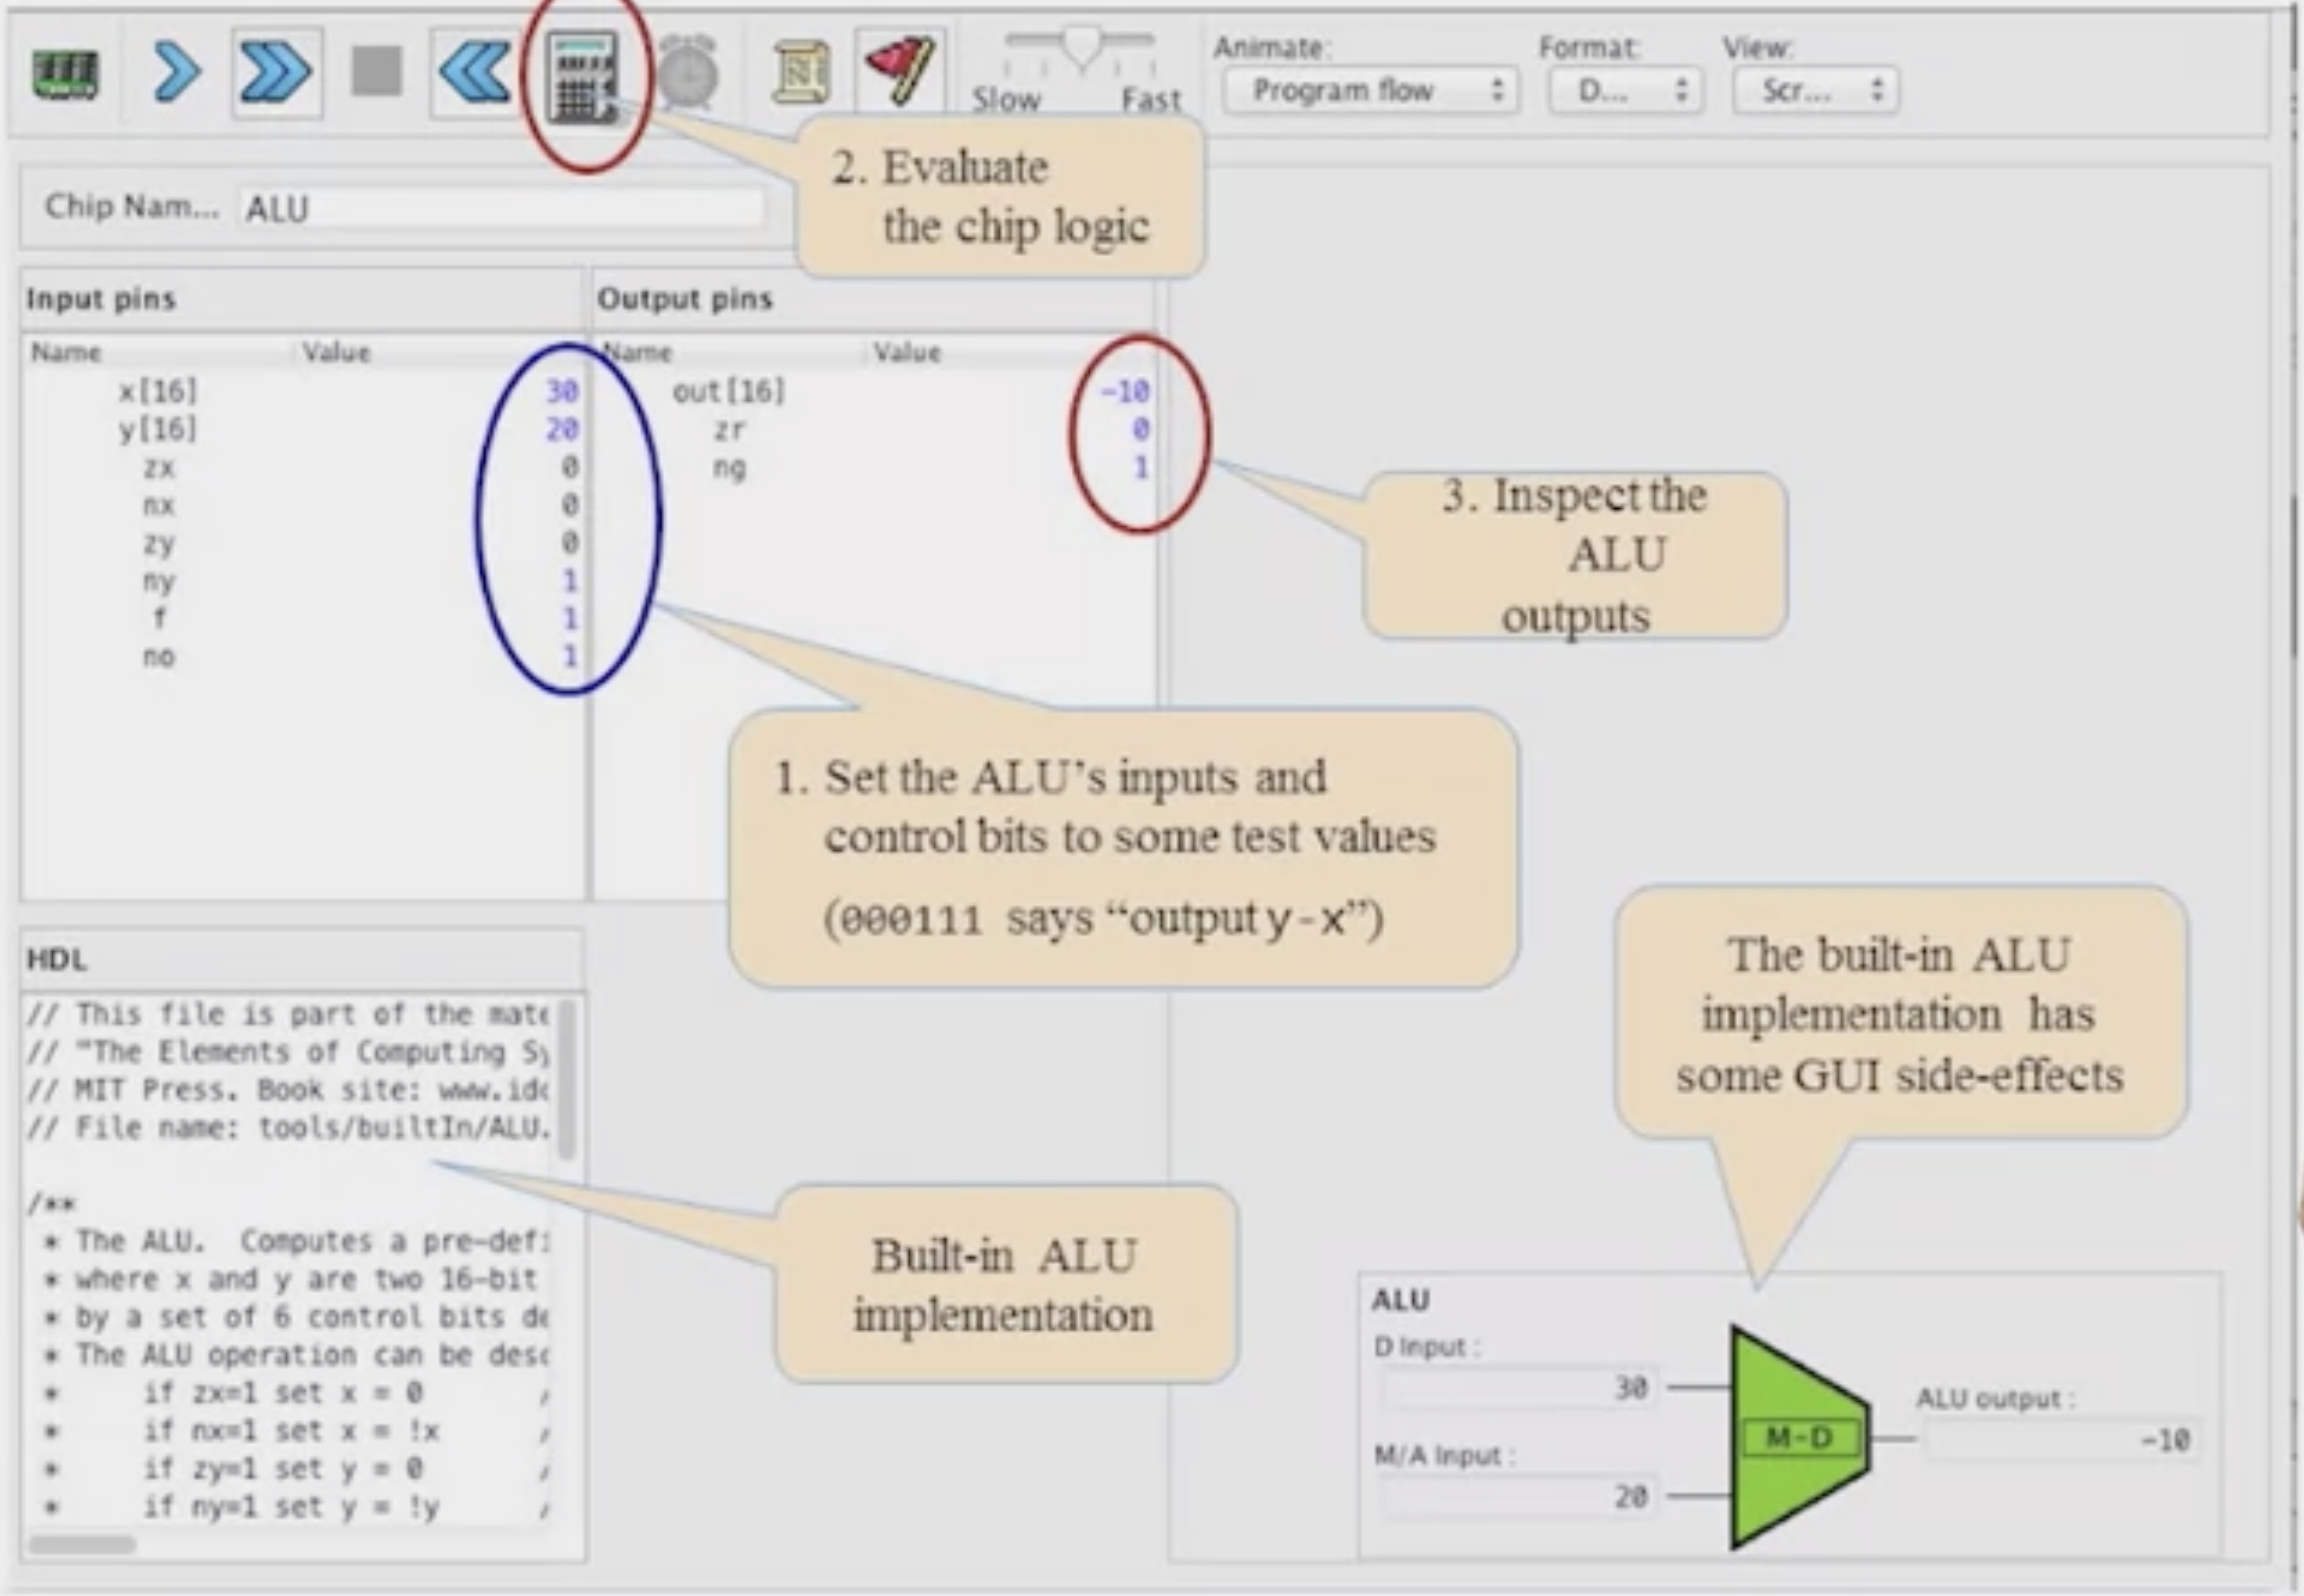 Animate:
Format:
View:
Program flow
D...
Scr...
Slow
Fast
2. Evaluate
the chip logic
Chip Nam...
ALU
Input pins
Output pins
Name
Value
Name
Value
x[16]
30
out[16]
-10
y[16]
20
zr
0
zx
0
ng
1
nx
0
zy
0
ny
1
f
1
no
1
3. Inspect the
ALU
outputs
1. Set the ALU’s inputs and
control bits to some test values
(000111 says “output y-x”)
HDL
// This file is part of the mate
// "The Elements of Computing Sy
// MIT Press. Book site: www.idc
// File name: tools/builtIn/ALU.
/**
* The ALU. Computes a pre-defi
* where x and y are two 16-bit
* by a set of 6 control bits de
* The ALU operation can be desc
* if zx=1 set x = 0 /
* if nx=1 set x = !x /
* if zy=1 set y = 0 /
* if ny=1 set y = !y /
Built-in ALU
implementation
The built-in ALU
implementation has
some GUI side-effects
ALU
D Input :
30
M/A Input :
20
M-D
ALU output :
-10